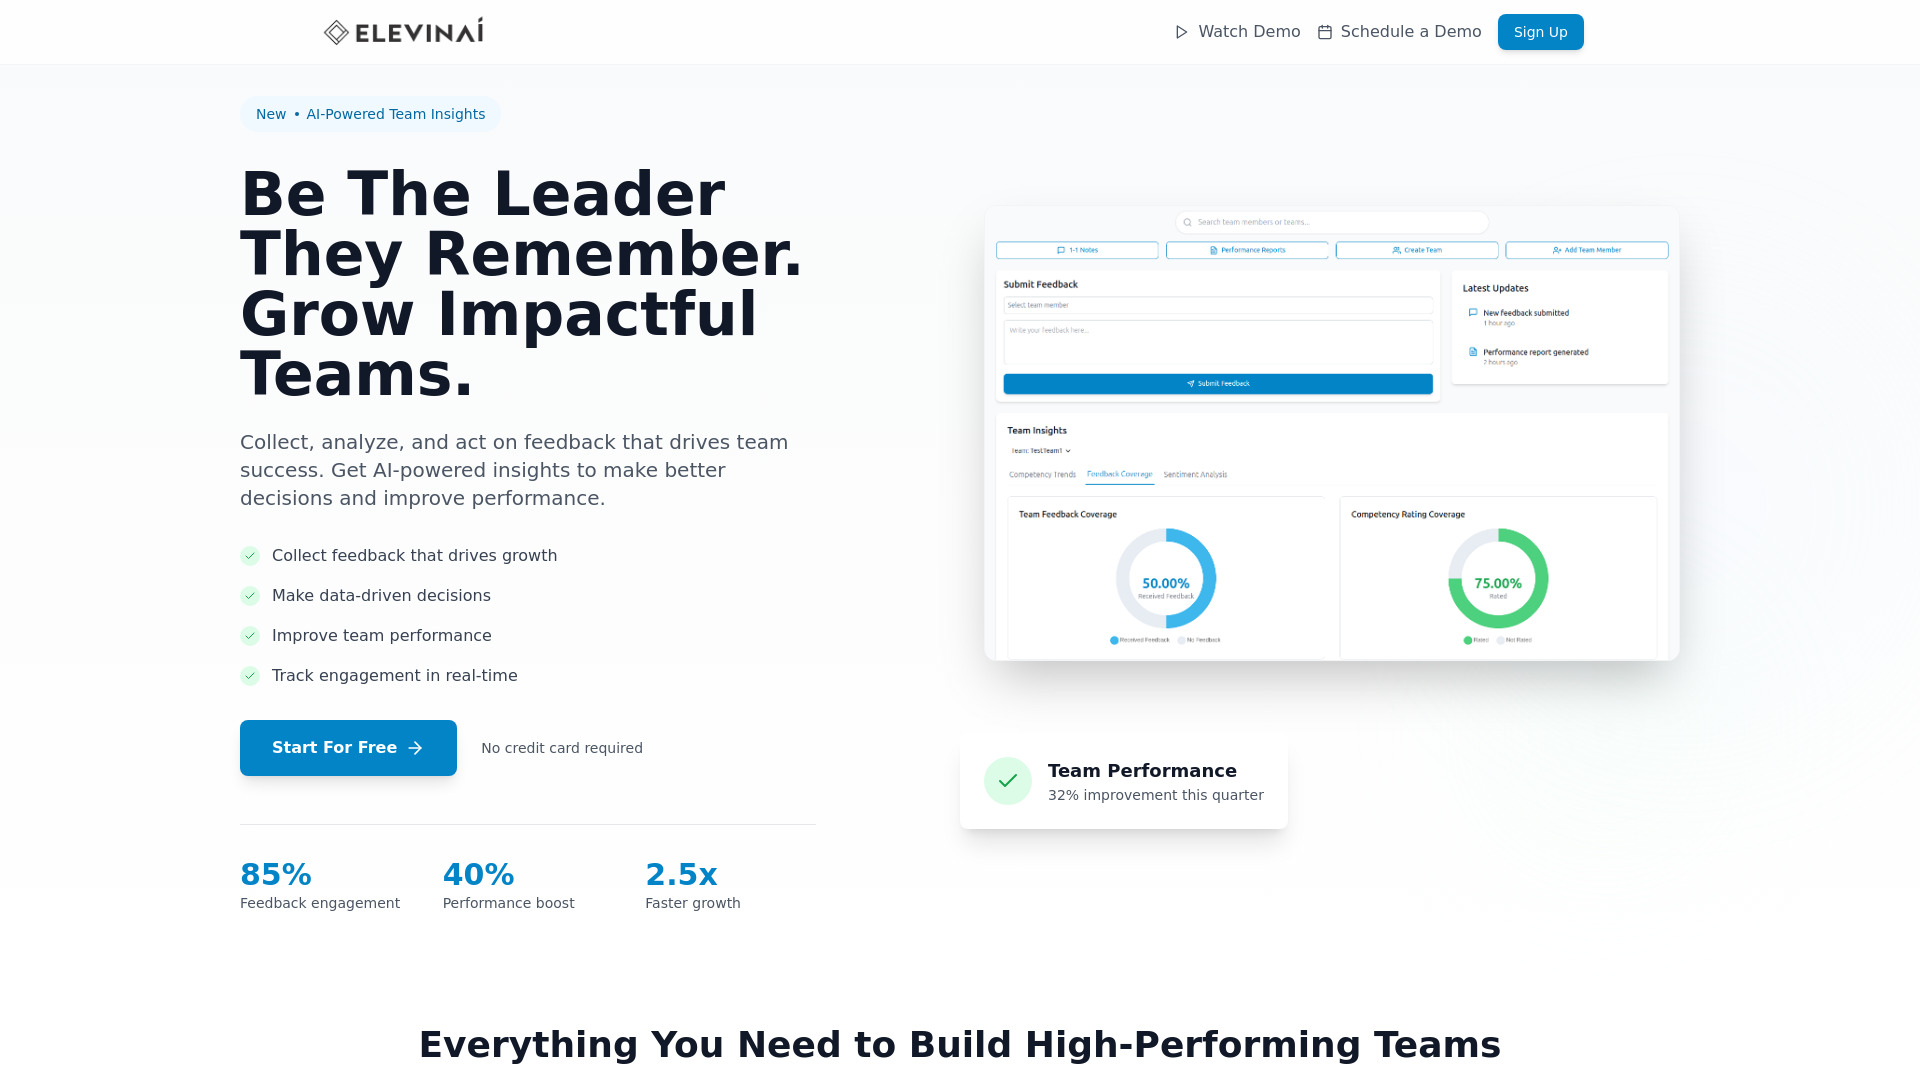 ELEVINAÍ
Watch Demo
Schedule a Demo
Sign Up
New • AI-Powered Team Insights
Be The Leader
They Remember.
Grow Impactful
Teams.
Collect, analyze, and act on feedback that drives team
success. Get AI-powered insights to make better
decisions and improve performance.
Collect feedback that drives growth
Make data-driven decisions
Improve team performance
Track engagement in real-time
Start For Free
No credit card required
85%
Feedback engagement
40%
Performance boost
2.5x
Faster growth
Search team members or teams...
1-1 Notes
Performance Reports
Create Team
Add Team Member
Submit Feedback
Select team member
Write your feedback here...
Submit Feedback
Latest Updates
New feedback submitted
1 hour ago
Performance report generated
2 hours ago
Team Insights
Team: TestTeam1
Competency Trends
Feedback Coverage
Sentiment Analysis
Team Feedback Coverage
50.00%
Received Feedback
Received Feedback
No Feedback
Competency Rating Coverage
75.00%
Rated
Rated
Not Rated
Team Performance
32% improvement this quarter
Everything You Need to Build High-Performing Teams